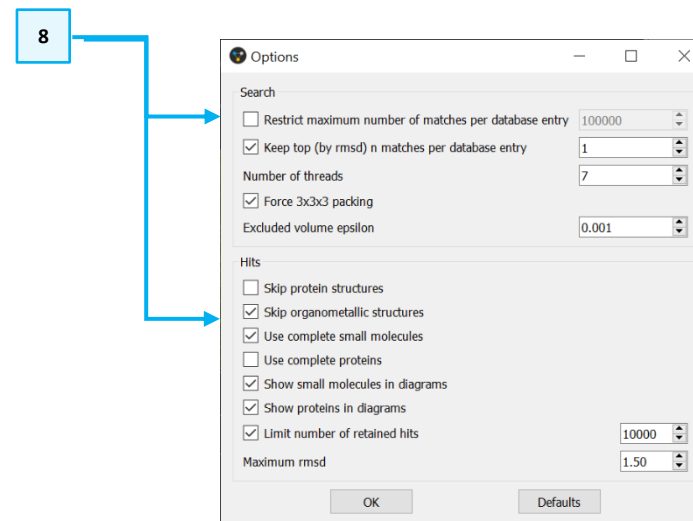 8
Options
Search
Restrict maximum number of matches per database entry 100000
Keep top (by rmsd) n matches per database entry 1
Number of threads 7
Force 3x3x3 packing
Excluded volume epsilon 0.001
Hits
Skip protein structures
Skip organometallic structures
Use complete small molecules
Use complete proteins
Show small molecules in diagrams
Show proteins in diagrams
Limit number of retained hits 10000
Maximum rmsd 1.50
OK Defaults